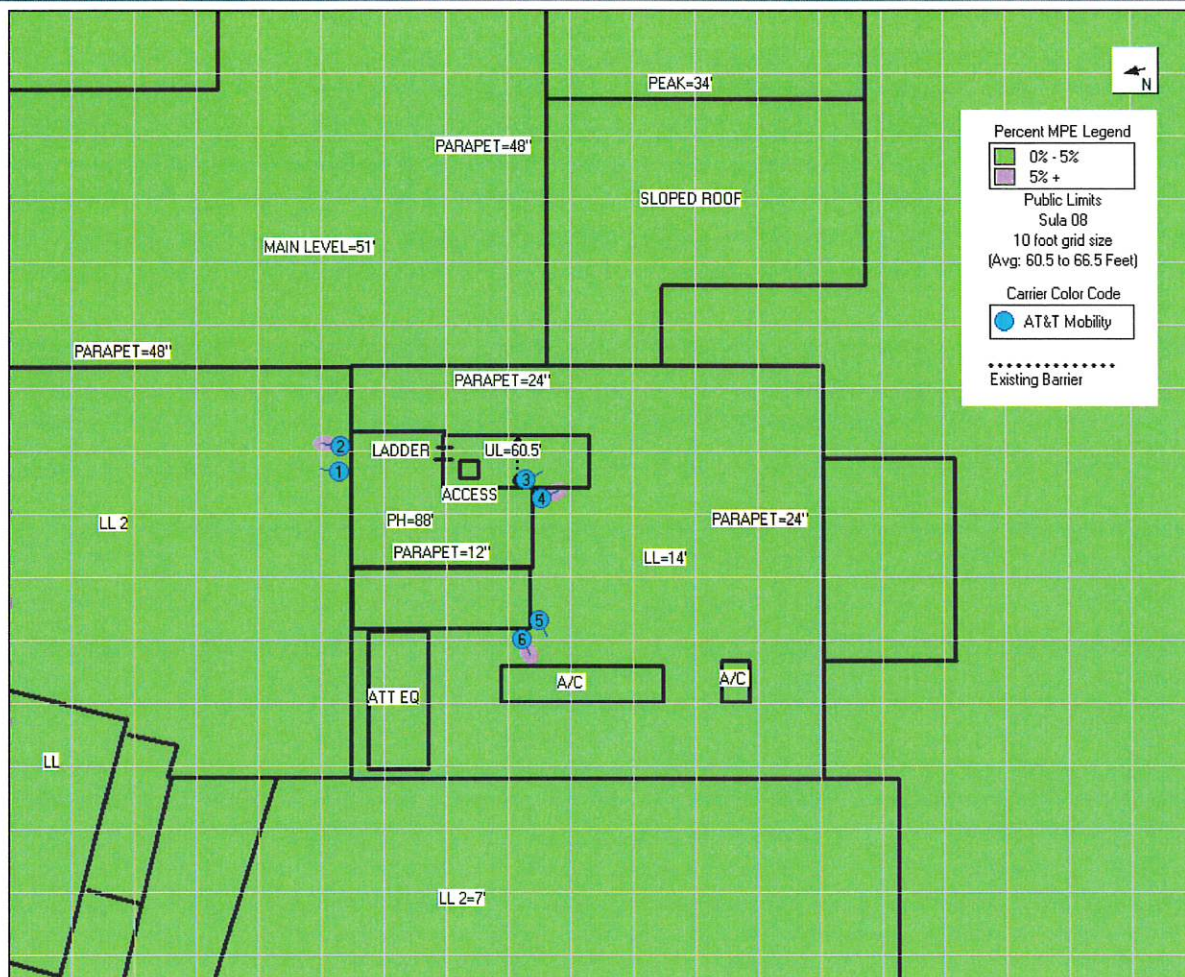 PEAK=34'
N
PARAPET=48"
Percent MPE Legend
0% - 5%
5% +
Public Limits
Sula 08
10 foot grid size
(Avg: 60.5 to 66.5 Feet)
Carrier Color Code
AT&T Mobility
Existing Barrier
SLOPED ROOF
MAIN LEVEL=51'
PARAPET=48"
PARAPET=24"
2
LADDER
UL=60.5'
1
3
ACCESS
4
LL 2
PH=88'
PARAPET=24"
PARAPET=12"
LL=14'
5
6
ATT EQ
A/C
A/C
LL
LL 2=7'